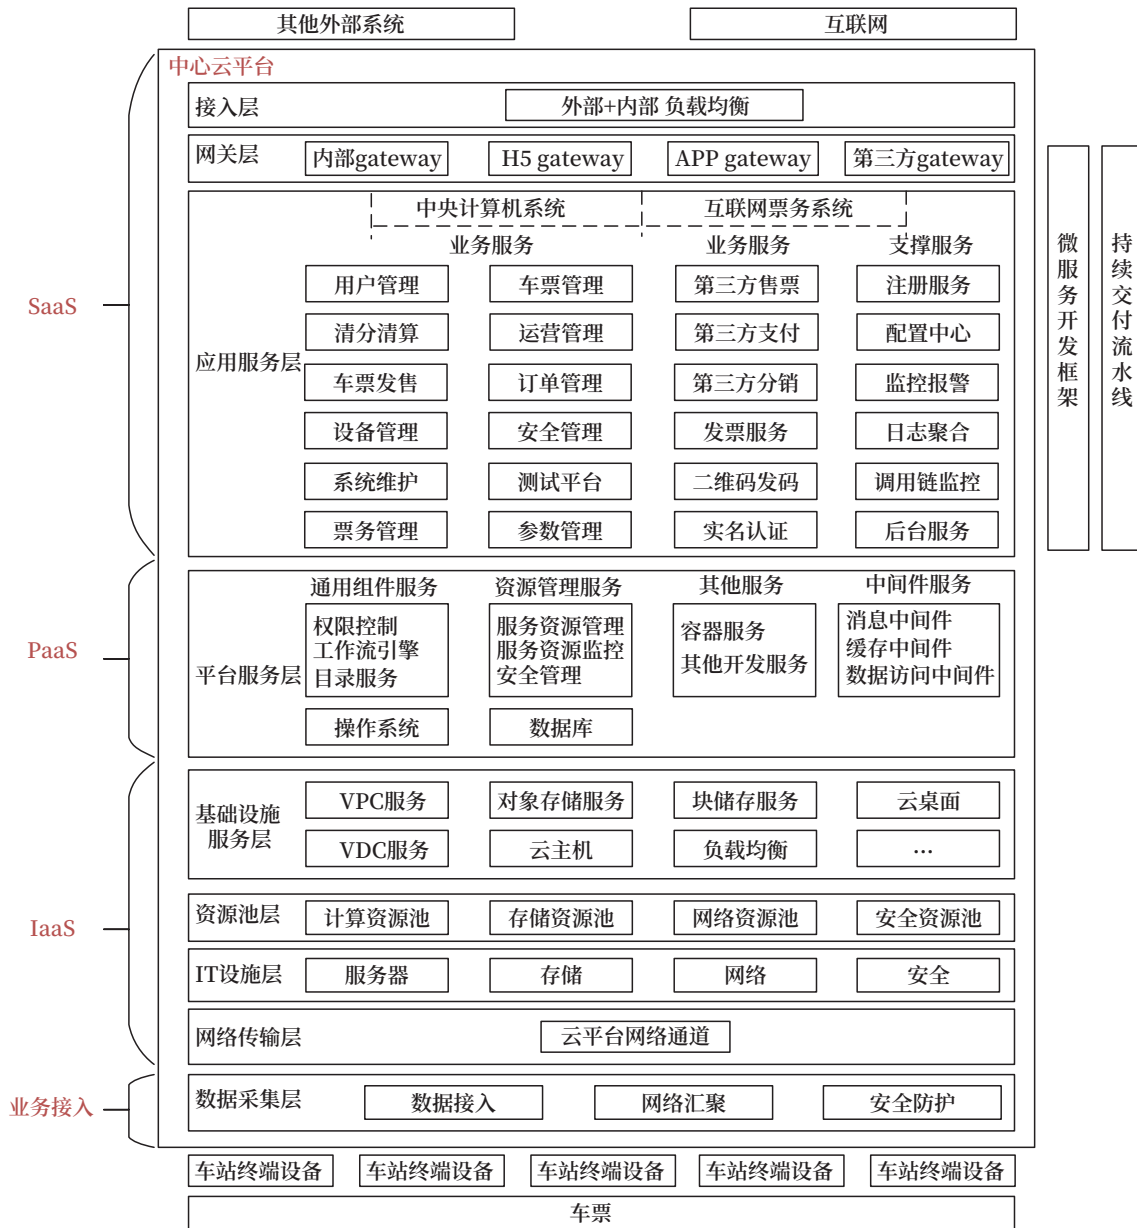 其他外部系统
互联网
中心云平台
接入层
外部+内部 负载均衡
网关层
内部gateway
H5 gateway
APP gateway
第三方gateway
SaaS
应用服务层
中央计算机系统
互联网票务系统
业务服务
业务服务
支撑服务
用户管理
车票管理
第三方售票
注册服务
清分清算
运营管理
第三方支付
配置中心
车票发售
订单管理
第三方分销
监控报警
设备管理
安全管理
发票服务
日志聚合
系统维护
测试平台
二维码发码
调用链监控
票务管理
参数管理
实名认证
后台服务
微服务开发框架
持续交付流水线
PaaS
平台服务层
通用组件服务
资源管理服务
其他服务
中间件服务
权限控制
工作流引擎
目录服务
服务资源管理
服务资源监控
安全管理
容器服务
其他开发服务
消息中间件
缓存中间件
数据访问中间件
操作系统
数据库
IaaS
基础设施
服务层
VPC服务
对象存储服务
块储存服务
云桌面
VDC服务
云主机
负载均衡
…
资源池层
计算资源池
存储资源池
网络资源池
安全资源池
IT设施层
服务器
存储
网络
安全
网络传输层
云平台网络通道
业务接入
数据采集层
数据接入
网络汇聚
安全防护
车站终端设备
车站终端设备
车站终端设备
车站终端设备
车站终端设备
车票